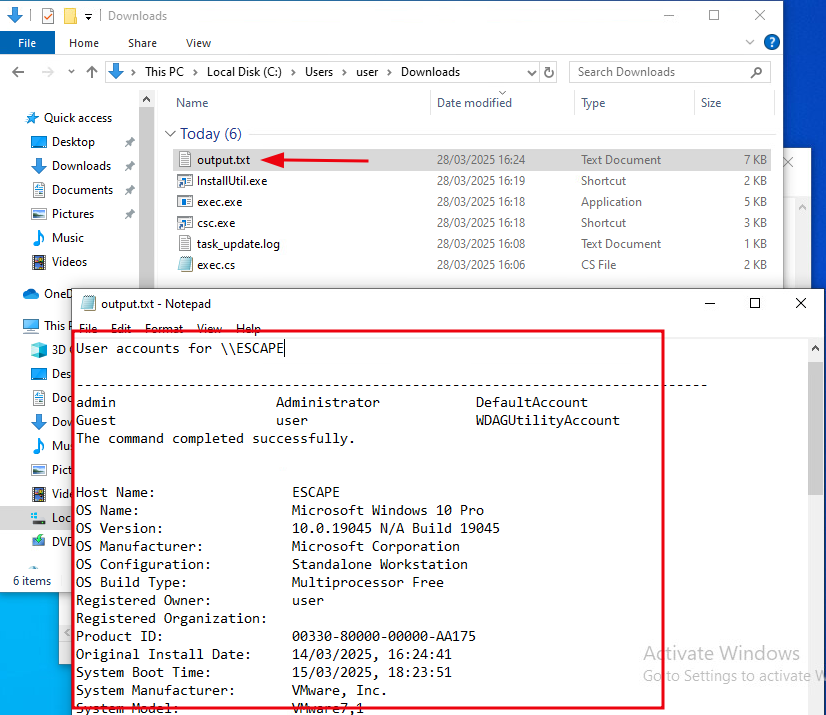 Downloads
File Home Share View
This PC Local Disk (C:) Users user Downloads Search Downloads
Name Date modified Type Size
Quick access
Desktop
Downloads
Documents
Pictures
Music
Videos
Today (6)
output.txt 28/03/2025 16:24 Text Document 7 KB
InstallUtil.exe 28/03/2025 16:19 Shortcut 2 KB
exec.exe 28/03/2025 16:18 Application 5 KB
csc.exe 28/03/2025 16:18 Shortcut 3 KB
task_update.log 28/03/2025 16:08 Text Document 1 KB
exec.cs 28/03/2025 16:06 CS File 2 KB
OneD
This P
3D
Des
Doc
Dow
Mus
Pict
Vide
Loc
DVD
6 items
output.txt - Notepad
File Edit Format View Help
User accounts for \\ESCAPE
-------------------------------------------------------------------------------
admin Administrator DefaultAccount
Guest user WDAGUtilityAccount
The command completed successfully.
Host Name: ESCAPE
OS Name: Microsoft Windows 10 Pro
OS Version: 10.0.19045 N/A Build 19045
OS Manufacturer: Microsoft Corporation
OS Configuration: Standalone Workstation
OS Build Type: Multiprocessor Free
Registered Owner: user
Registered Organization:
Product ID: 00330-80000-00000-AA175
Original Install Date: 14/03/2025, 16:24:41
System Boot Time: 15/03/2025, 18:23:51
System Manufacturer: VMware, Inc.
System Model: VMware7,1
Activate Windows
Go to Settings to activate W